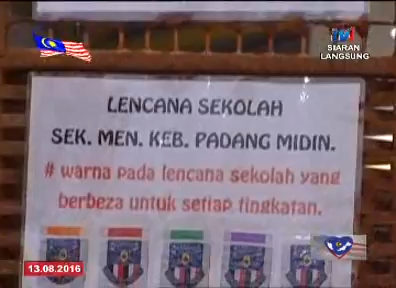 TV1
SIARAN
LANGSUNG
LENCANA SEKOLAH
SEK. MEN. KEB. PADANG MIDIN.
# warna pada lencana sekolah yang
berbeza untuk setiap tingkatan.
13.08.2016